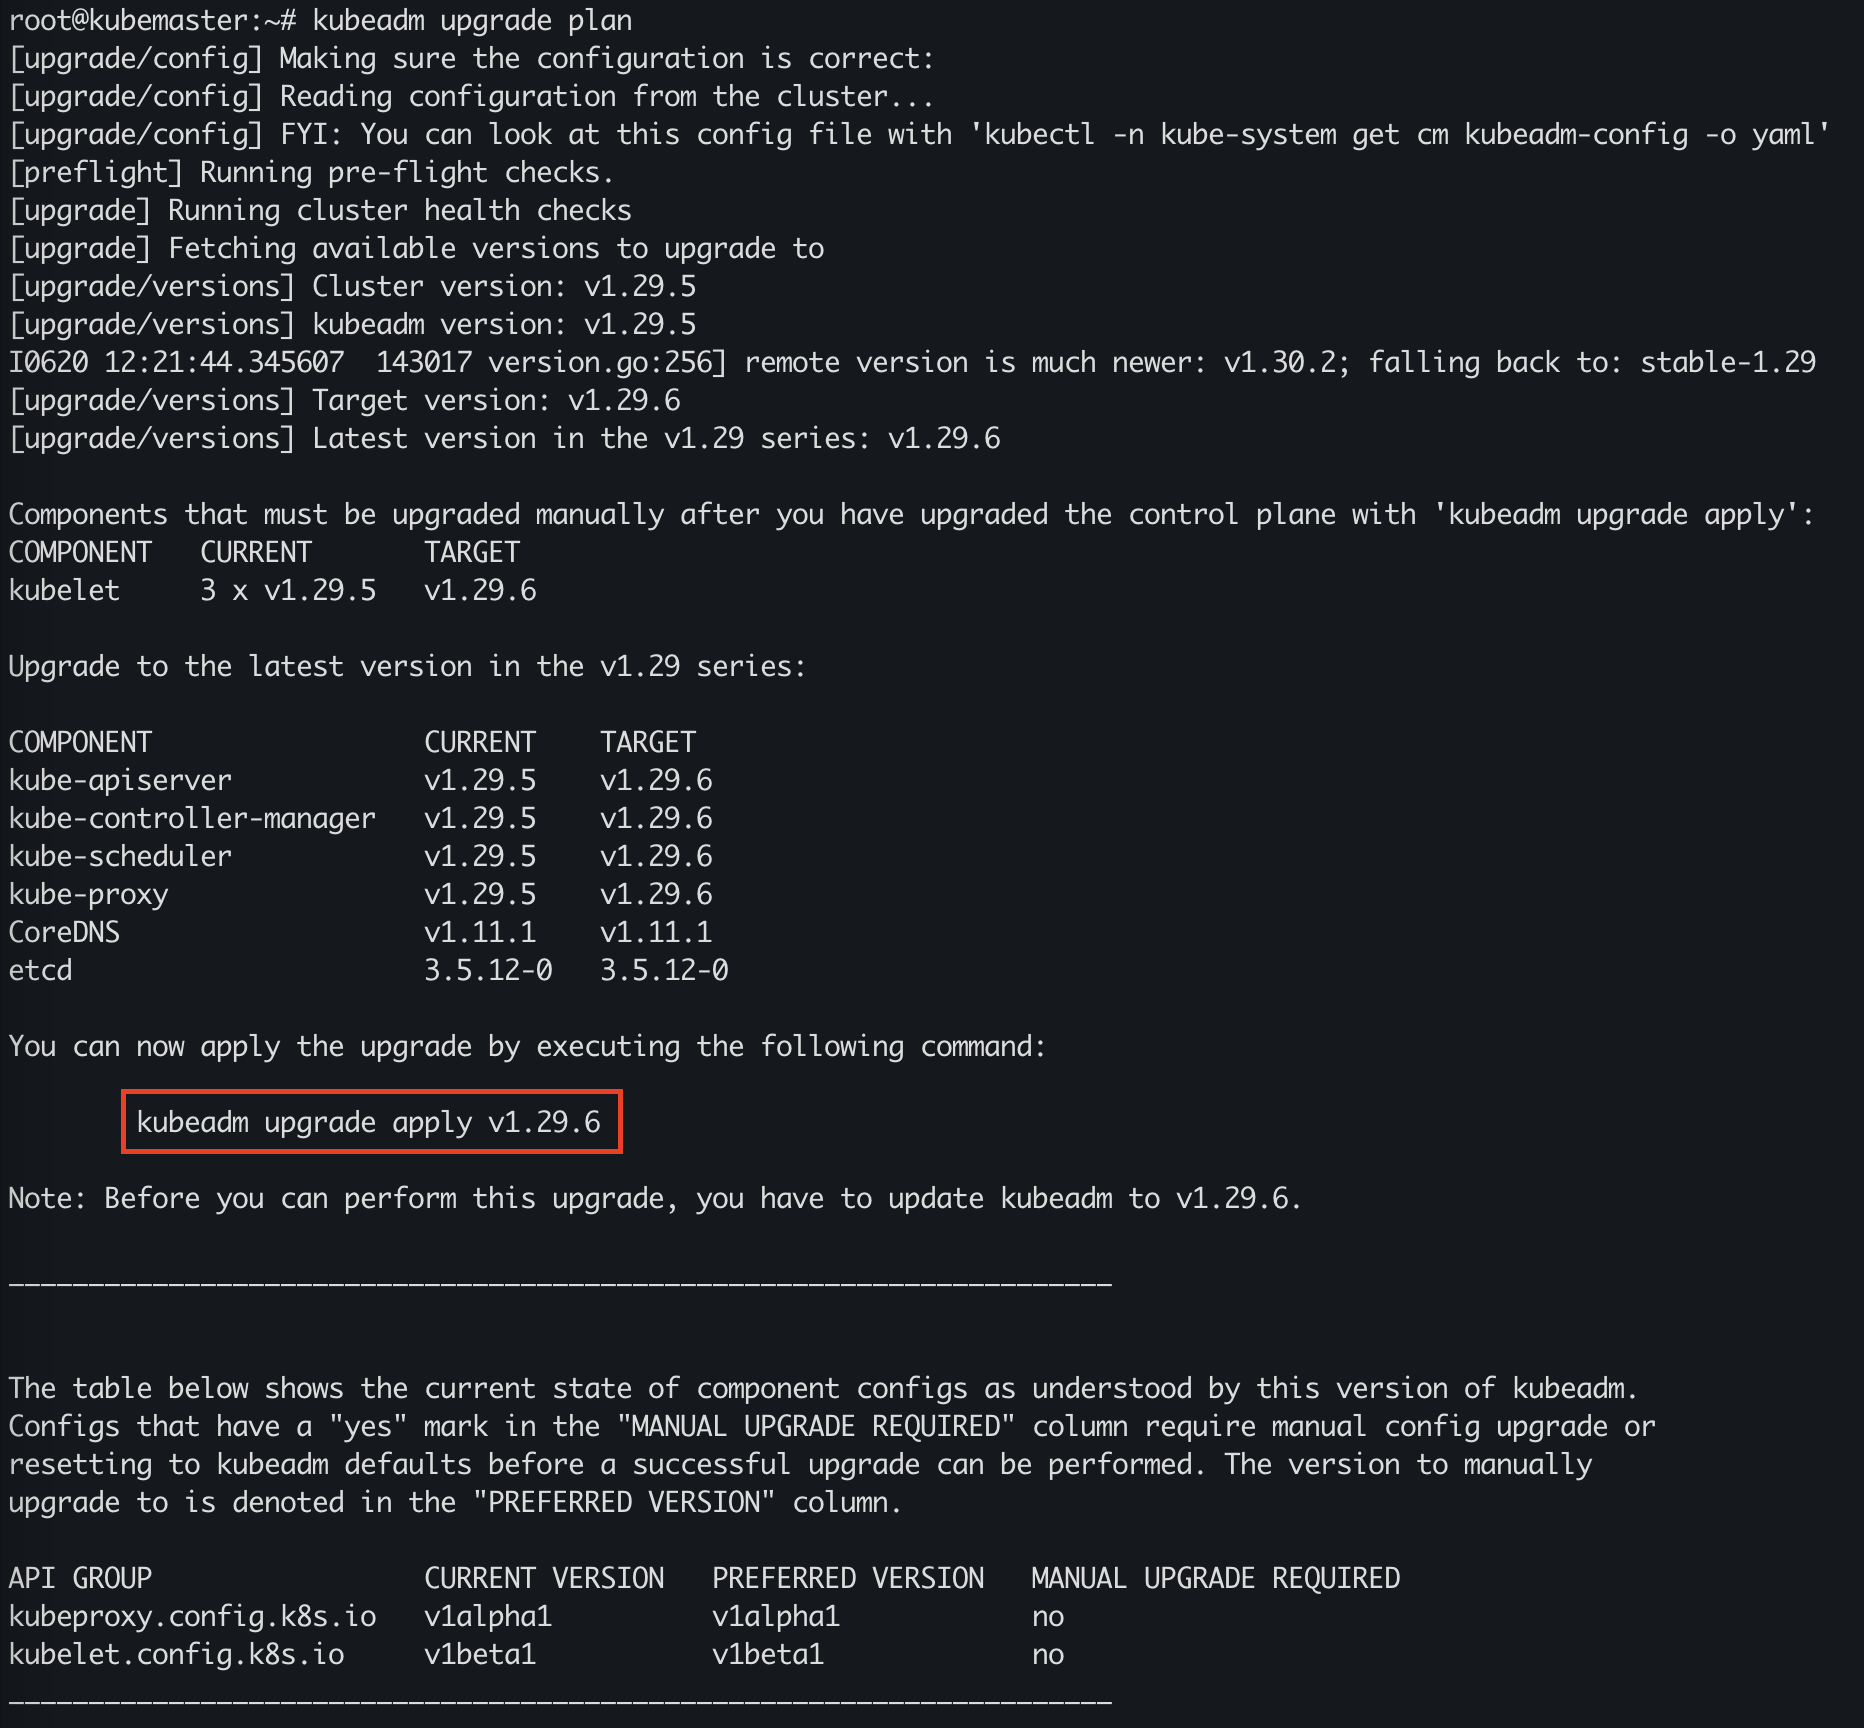 root@kubemaster:~# kubeadm upgrade plan
[upgrade/config] Making sure the configuration is correct:
[upgrade/config] Reading configuration from the cluster...
[upgrade/config] FYI: You can look at this config file with 'kubectl -n kube-system get cm kubeadm-config -o yaml'
[preflight] Running pre-flight checks.
[upgrade] Running cluster health checks
[upgrade] Fetching available versions to upgrade to
[upgrade/versions] Cluster version: v1.29.5
[upgrade/versions] kubeadm version: v1.29.5
I0620 12:21:44.345607  143017 version.go:256] remote version is much newer: v1.30.2; falling back to: stable-1.29
[upgrade/versions] Target version: v1.29.6
[upgrade/versions] Latest version in the v1.29 series: v1.29.6
Components that must be upgraded manually after you have upgraded the control plane with 'kubeadm upgrade apply':
COMPONENT   CURRENT       TARGET
kubelet     3 x v1.29.5   v1.29.6
Upgrade to the latest version in the v1.29 series:
COMPONENT                 CURRENT    TARGET
kube-apiserver            v1.29.5    v1.29.6
kube-controller-manager   v1.29.5    v1.29.6
kube-scheduler            v1.29.5    v1.29.6
kube-proxy                v1.29.5    v1.29.6
CoreDNS                   v1.11.1    v1.11.1
etcd                      3.5.12-0   3.5.12-0
You can now apply the upgrade by executing the following command:
kubeadm upgrade apply v1.29.6
Note: Before you can perform this upgrade, you have to update kubeadm to v1.29.6.
_____________________________________________________________________
The table below shows the current state of component configs as understood by this version of kubeadm.
Configs that have a "yes" mark in the "MANUAL UPGRADE REQUIRED" column require manual config upgrade or
resetting to kubeadm defaults before a successful upgrade can be performed. The version to manually
upgrade to is denoted in the "PREFERRED VERSION" column.
API GROUP                 CURRENT VERSION   PREFERRED VERSION   MANUAL UPGRADE REQUIRED
kubeproxy.config.k8s.io   v1alpha1          v1alpha1            no
kubelet.config.k8s.io     v1beta1           v1beta1             no
_____________________________________________________________________